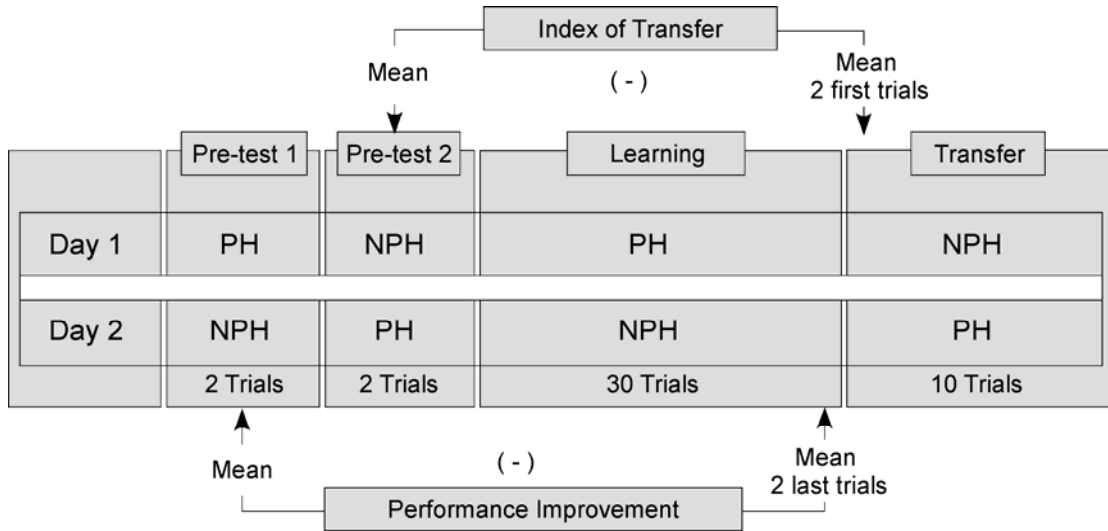 Index of Transfer
Mean
( - )
Mean
2 first trials
Pre-test 1
Pre-test 2
Learning
Transfer
Day 1
PH
NPH
PH
NPH
Day 2
NPH
PH
NPH
PH
2 Trials
2 Trials
30 Trials
10 Trials
Mean
( - )
Mean
2 last trials
Performance Improvement